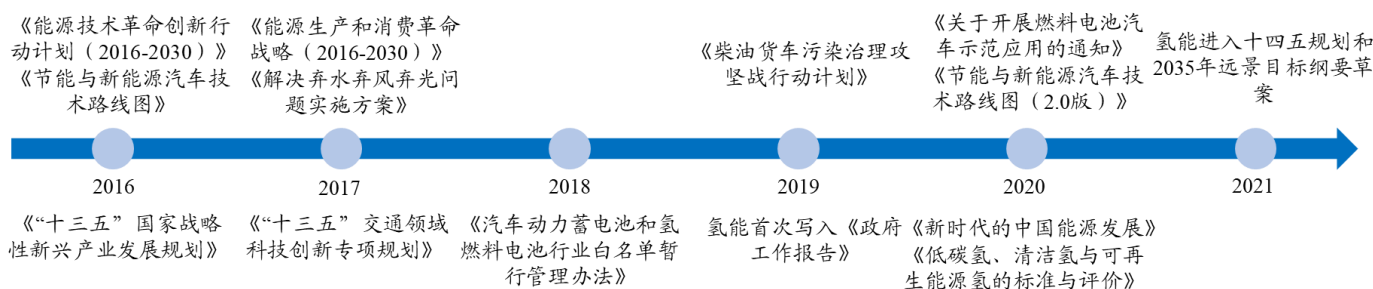 《能源技术革命创新行
动计划（2016-2030）》
《节能与新能源汽车技
术路线图》
《能源生产和消费革命
战略（2016-2030）》
《解决弃水弃风弃光问
题实施方案》
《柴油货车污染治理攻
坚战行动计划》
《关于开展燃料电池汽
车示范应用的通知》
《节能与新能源汽车技
术路线图（2.0版）》
氢能进入十四五规划和
2035年远景目标纲要草
案
2016
2017
2018
2019
2020
2021
《“十三五”国家战略
性新兴产业发展规划》
《“十三五”交通领域
科技创新专项规划》
《汽车动力蓄电池和氢
燃料电池行业白名单暂
行管理办法》
氢能首次写入《政府
工作报告》
《新时代的中国能源发展》
《低碳氢、清洁氢与可再
生能源氢的标准与评价》